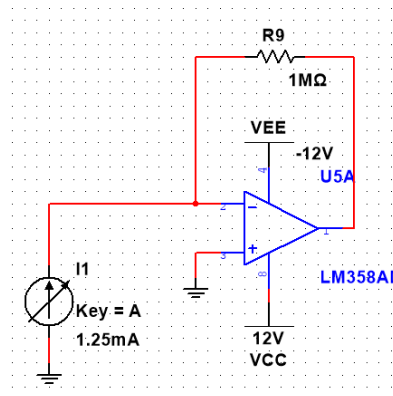 R9
1MΩ
VEE
-12V
4
U5A
2
1
3
8
I1
Key = A
1.25mA
LM358AI
12V
VCC